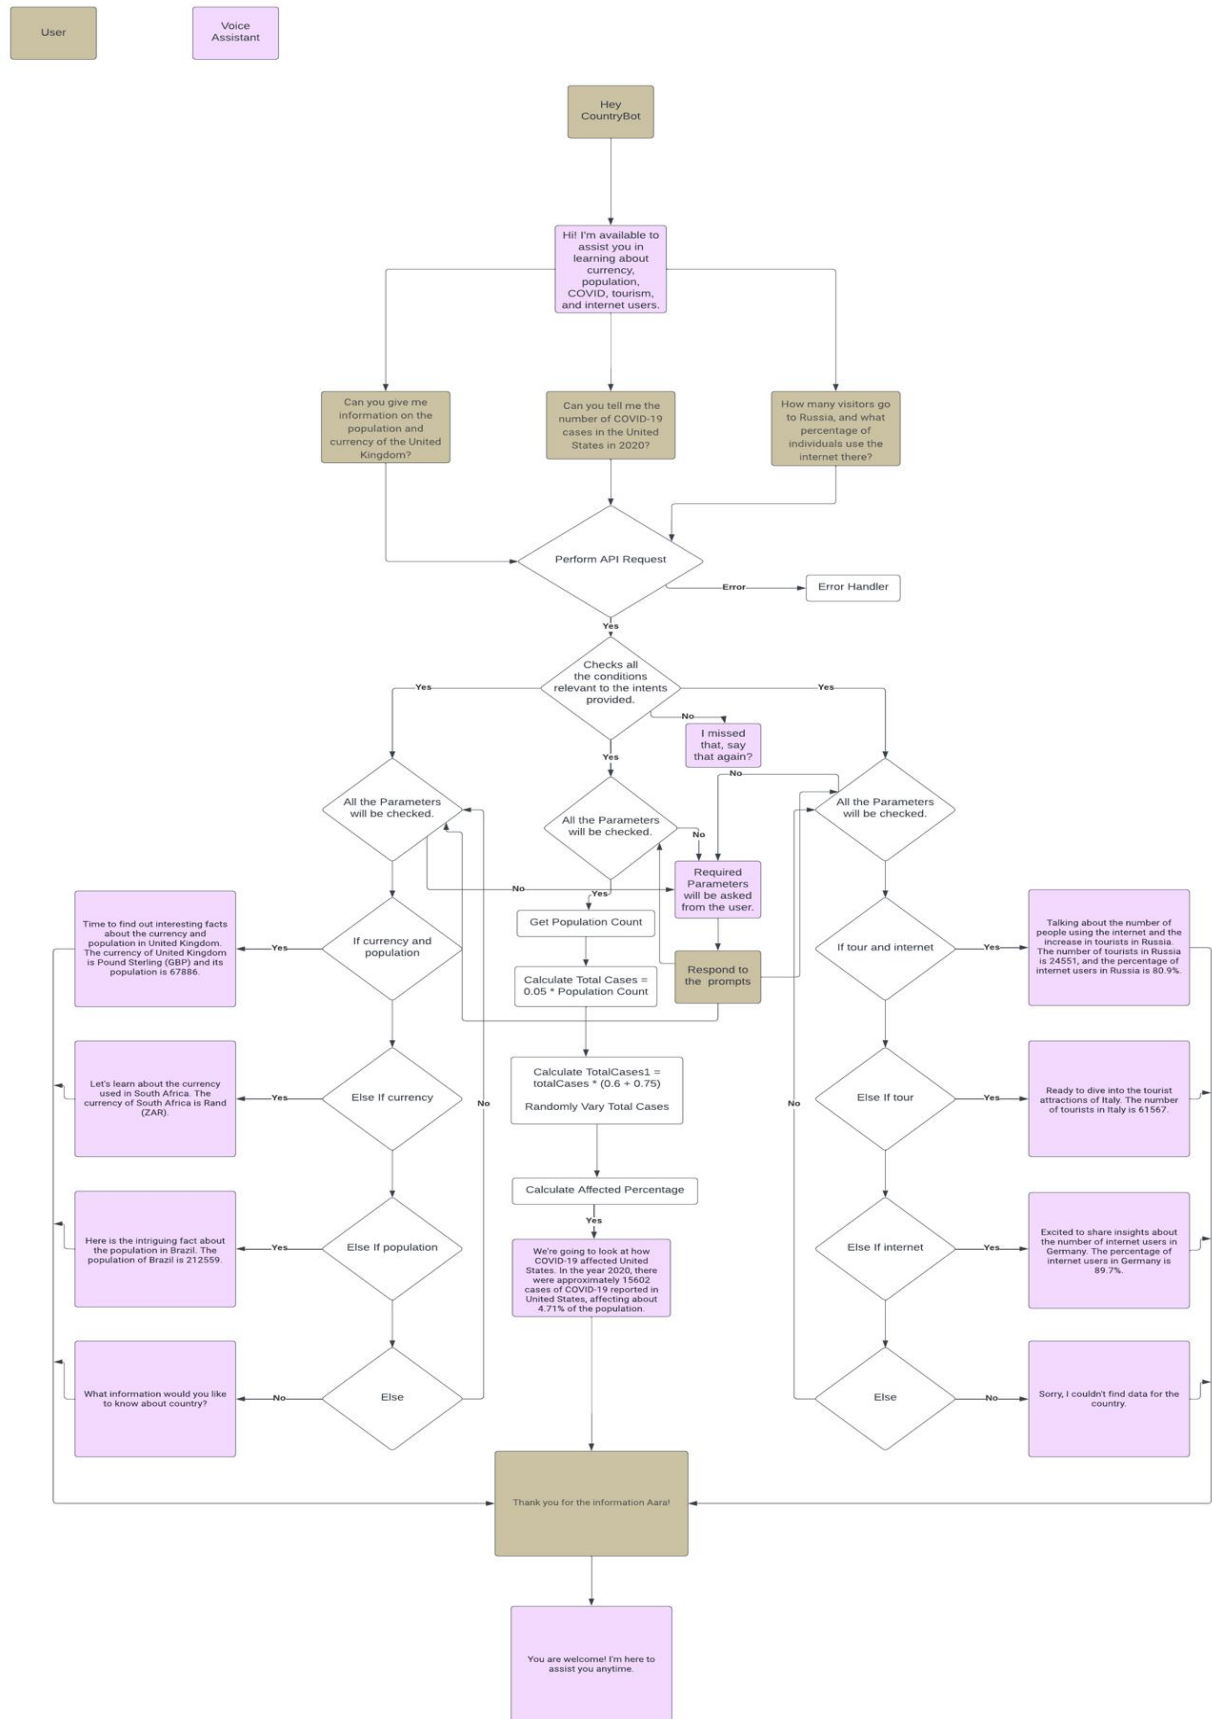 User
Voice
Assistant
Hey
CountryBot
Hi! I'm available to
assist you in
learning about
currency,
population,
COVID, tourism,
and internet users.
Can you give me
information on the
population and
currency of the United
Kingdom?
Can you tell me the
number of COVID-19
cases in the United
States in 2020?
How many visitors go
to Russia, and what
percentage of
individuals use the
internet there?
Perform API Request
Error
Error Handler
Yes
Checks all
the conditions
relevant to the intents
provided.
Yes
Yes
No
I missed
that, say
that again?
Yes
No
All the Parameters
will be checked.
All the Parameters
will be checked.
All the Parameters
will be checked.
No
Required
Parameters
will be asked
from the user.
No
Yes
Get Population Count
Time to find out interesting facts
about the currency and
population in United Kingdom.
The currency of United Kingdom
is Pound Sterling (GBP) and its
population is 67886.
Yes
If currency and
population
Calculate Total Cases =
0.05 * Population Count
Respond to
the prompts
If tour and internet
Yes
Talking about the number of
people using the internet and the
increase in tourists in Russia.
The number of tourists in Russia
is 24551, and the percentage of
internet users in Russia is 80.9%.
Let's learn about the currency
used in South Africa. The
currency of South Africa is Rand
(ZAR).
Yes
Else If currency
No
Calculate TotalCases1 =
totalCases * (0.6 + 0.75)
Randomly Vary Total Cases
No
Else If tour
Yes
Ready to dive into the tourist
attractions of Italy. The number
of tourists in Italy is 61567.
Calculate Affected Percentage
Yes
Here is the intriguing fact about
the population in Brazil. The
population of Brazil is 212559.
Yes
Else If population
We're going to look at how
COVID-19 affected United
States. In the year 2020, there
were approximately 15602
cases of COVID-19 reported in
United States, affecting about
4.71% of the population.
Else If internet
Yes
Excited to share insights about
the number of internet users in
Germany. The percentage of
internet users in Germany is
89.7%.
What information would you like
to know about country?
No
Else
Else
No
Sorry, I couldn't find data for the
country.
Thank you for the information Aara!
You are welcome! I'm here to
assist you anytime.